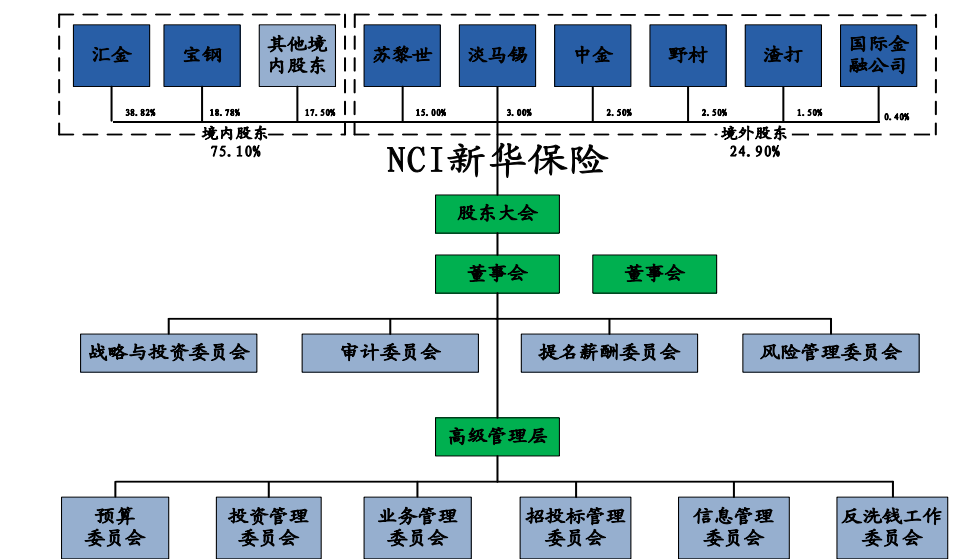 汇金
宝钢
其他境
内股东
苏黎世
淡马锡
中金
野村
渣打
国际金
融公司
38.82%
18.78%
17.50%
15.00%
3.00%
2.50%
2.50%
1.50%
0.40%
境内股东
75.10%
境外股东
24.90%
NCI新华保险
股东大会
董事会
董事会
战略与投资委员会
审计委员会
提名薪酬委员会
风险管理委员会
高级管理层
预算
委员会
投资管理
委员会
业务管理
委员会
招投标管理
委员会
信息管理
委员会
反洗钱工作
委员会